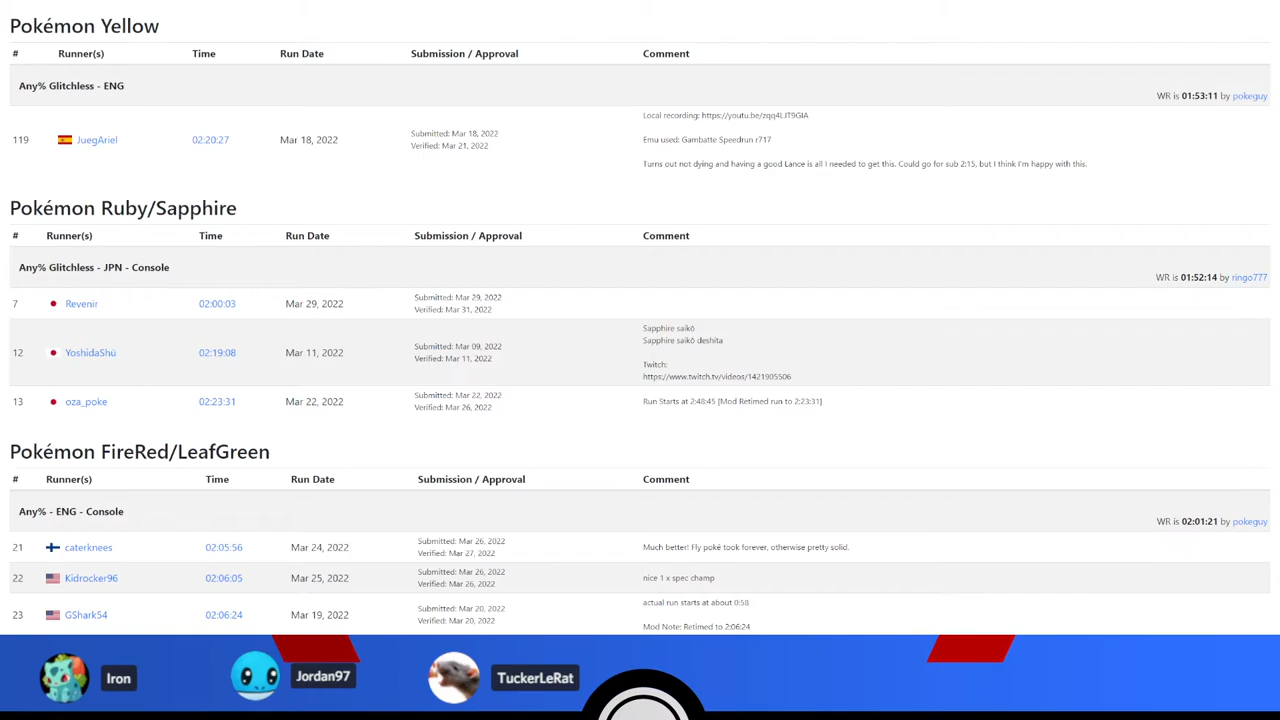 Pokémon Yellow
# Runner(s) Time Run Date Submission / Approval Comment
Any% Glitchless - ENG
WR is 01:53:11 by pokeguy
119 JuegAriel 02:20:27 Mar 18, 2022 Submitted: Mar 18, 2022
Verified: Mar 21, 2022
Local recording: https://youtu.be/zqq4LJT9GIA
Emu used: Gambatte Speedrun r717
Turns out not dying and having a good Lance is all I needed to get this. Could go for sub 2:15, but I think I'm happy with this.
Pokémon Ruby/Sapphire
# Runner(s) Time Run Date Submission / Approval Comment
Any% Glitchless - JPN - Console
WR is 01:52:14 by ringo777
7 Revenir 02:00:03 Mar 29, 2022 Submitted: Mar 29, 2022
Verified: Mar 31, 2022
12 YoshidaShū 02:19:08 Mar 11, 2022 Submitted: Mar 09, 2022
Verified: Mar 11, 2022
Sapphire saikō
Sapphire saikō deshita
Twitch:
https://www.twitch.tv/videos/1421905506
13 oza_poke 02:23:31 Mar 22, 2022 Submitted: Mar 22, 2022
Verified: Mar 26, 2022
Run Starts at 2:48:45 [Mod Retimed run to 2:23:31]
Pokémon FireRed/LeafGreen
# Runner(s) Time Run Date Submission / Approval Comment
Any% - ENG - Console
WR is 02:01:21 by pokeguy
21 caterknees 02:05:56 Mar 24, 2022 Submitted: Mar 26, 2022
Verified: Mar 27, 2022
Much better! Fly poké took forever, otherwise pretty solid.
22 Kidrocker96 02:06:05 Mar 25, 2022 Submitted: Mar 26, 2022
Verified: Mar 26, 2022
nice 1 x spec champ
23 GShark54 02:06:24 Mar 19, 2022 Submitted: Mar 20, 2022
Verified: Mar 20, 2022
actual run starts at about 0:58
Mod Note: Retimed to 2:06:24
Iron
Jordan97
TuckerLeRat